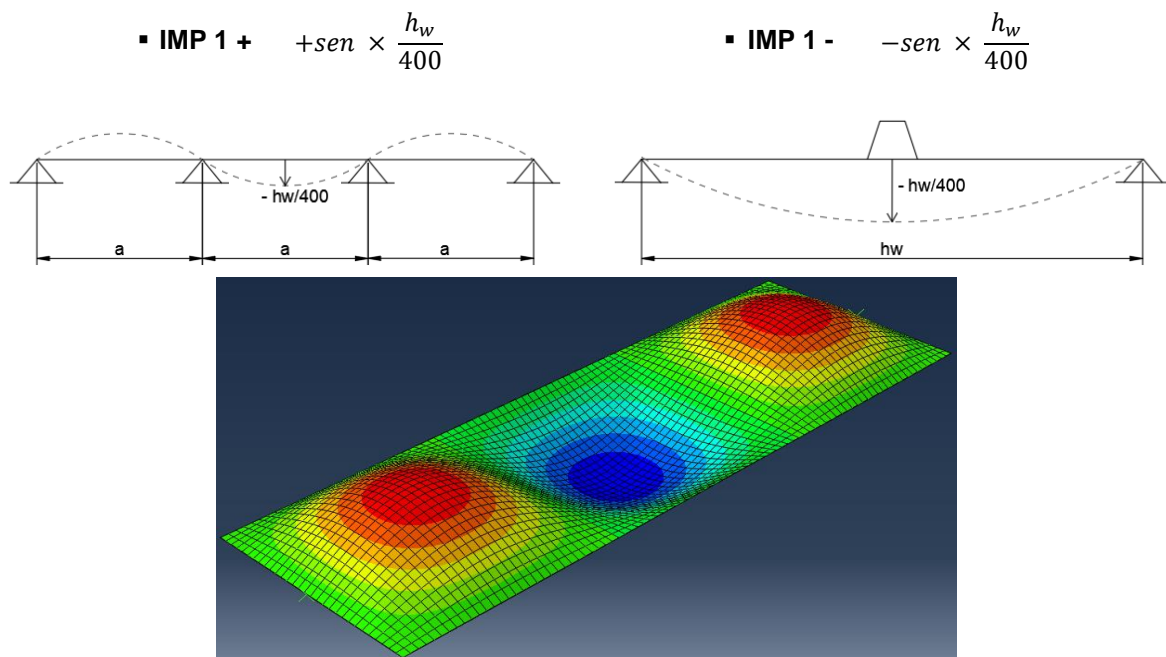 ▪ IMP 1 + +sen × h_w/400
▪ IMP 1 - -sen × h_w/400
- hw/400
a a a
- hw/400
hw